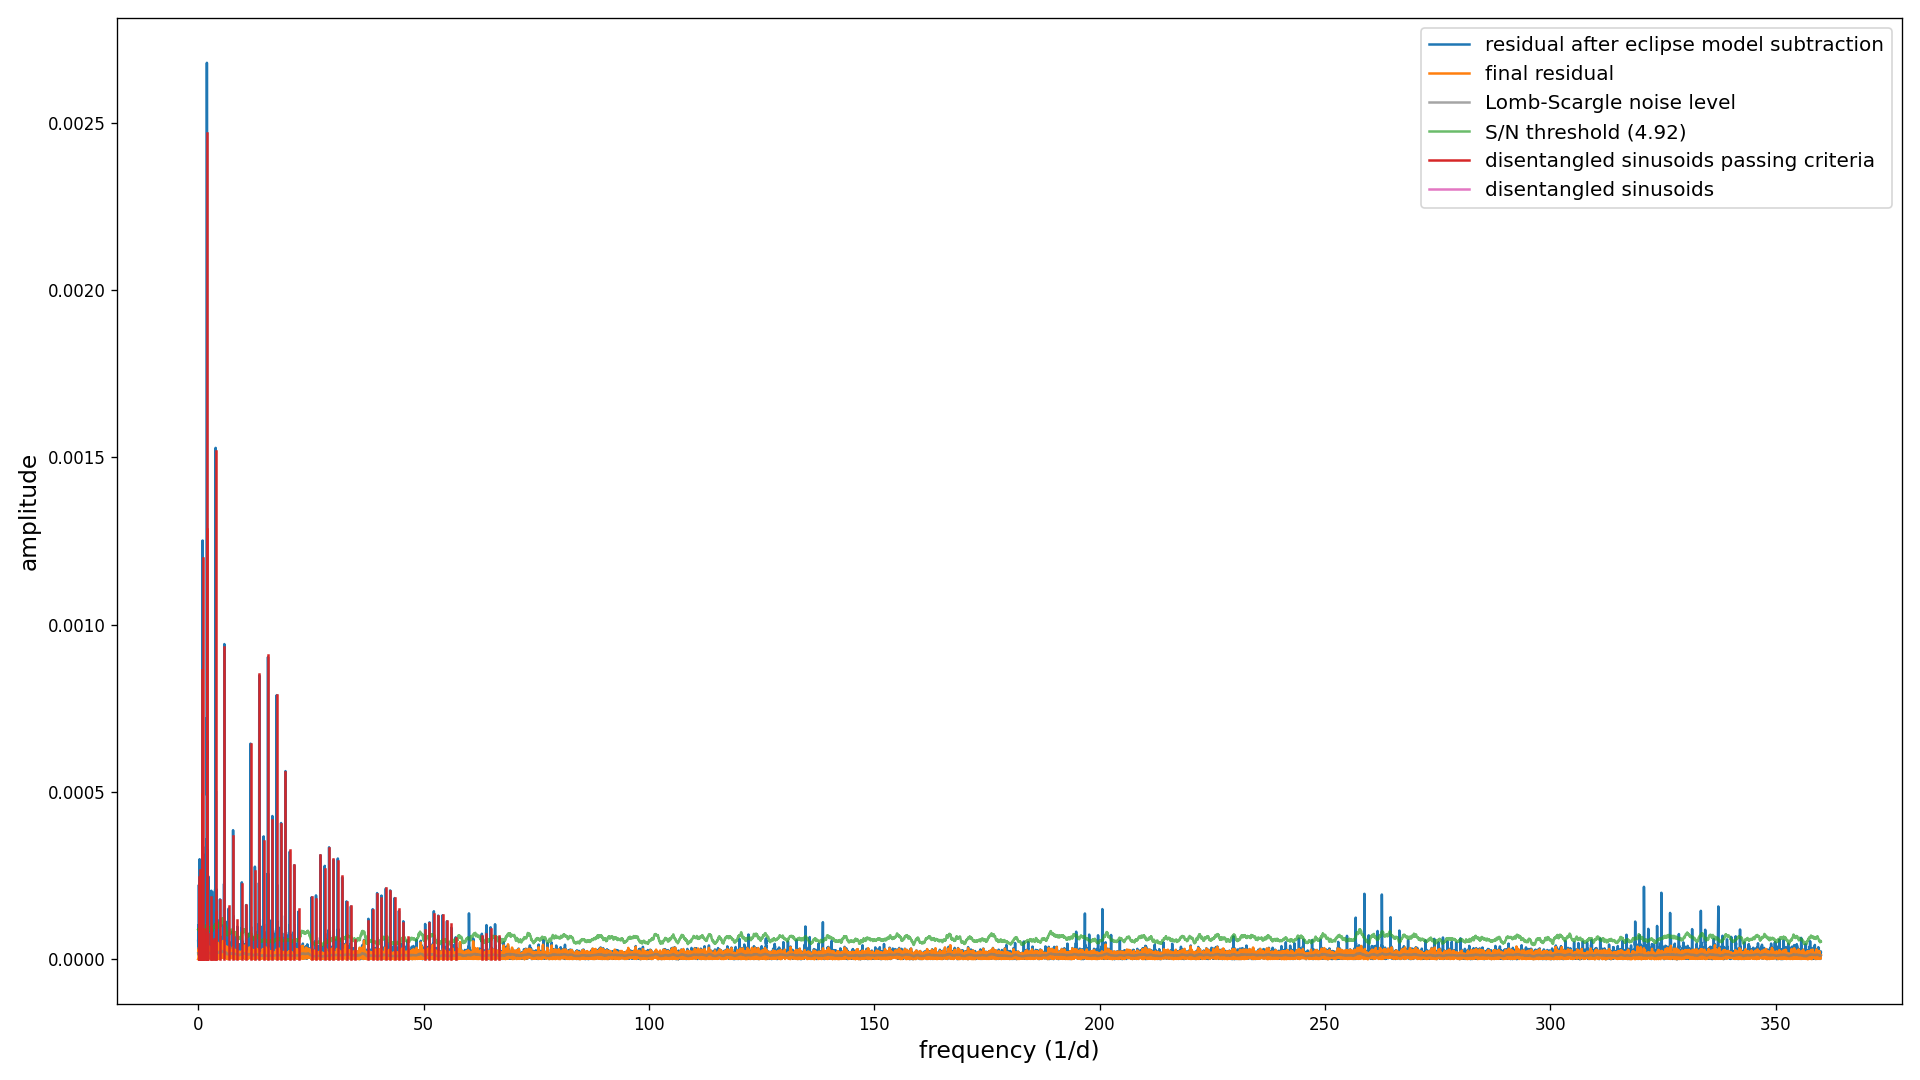 residual after eclipse model subtraction
final residual
Lomb-Scargle noise level
S/N threshold (4.92)
disentangled sinusoids passing criteria
disentangled sinusoids
0.0025
0.0020
0.0015
0.0010
0.0005
0.0000
amplitude
0 50 100 150 200 250 300 350
frequency (1/d)